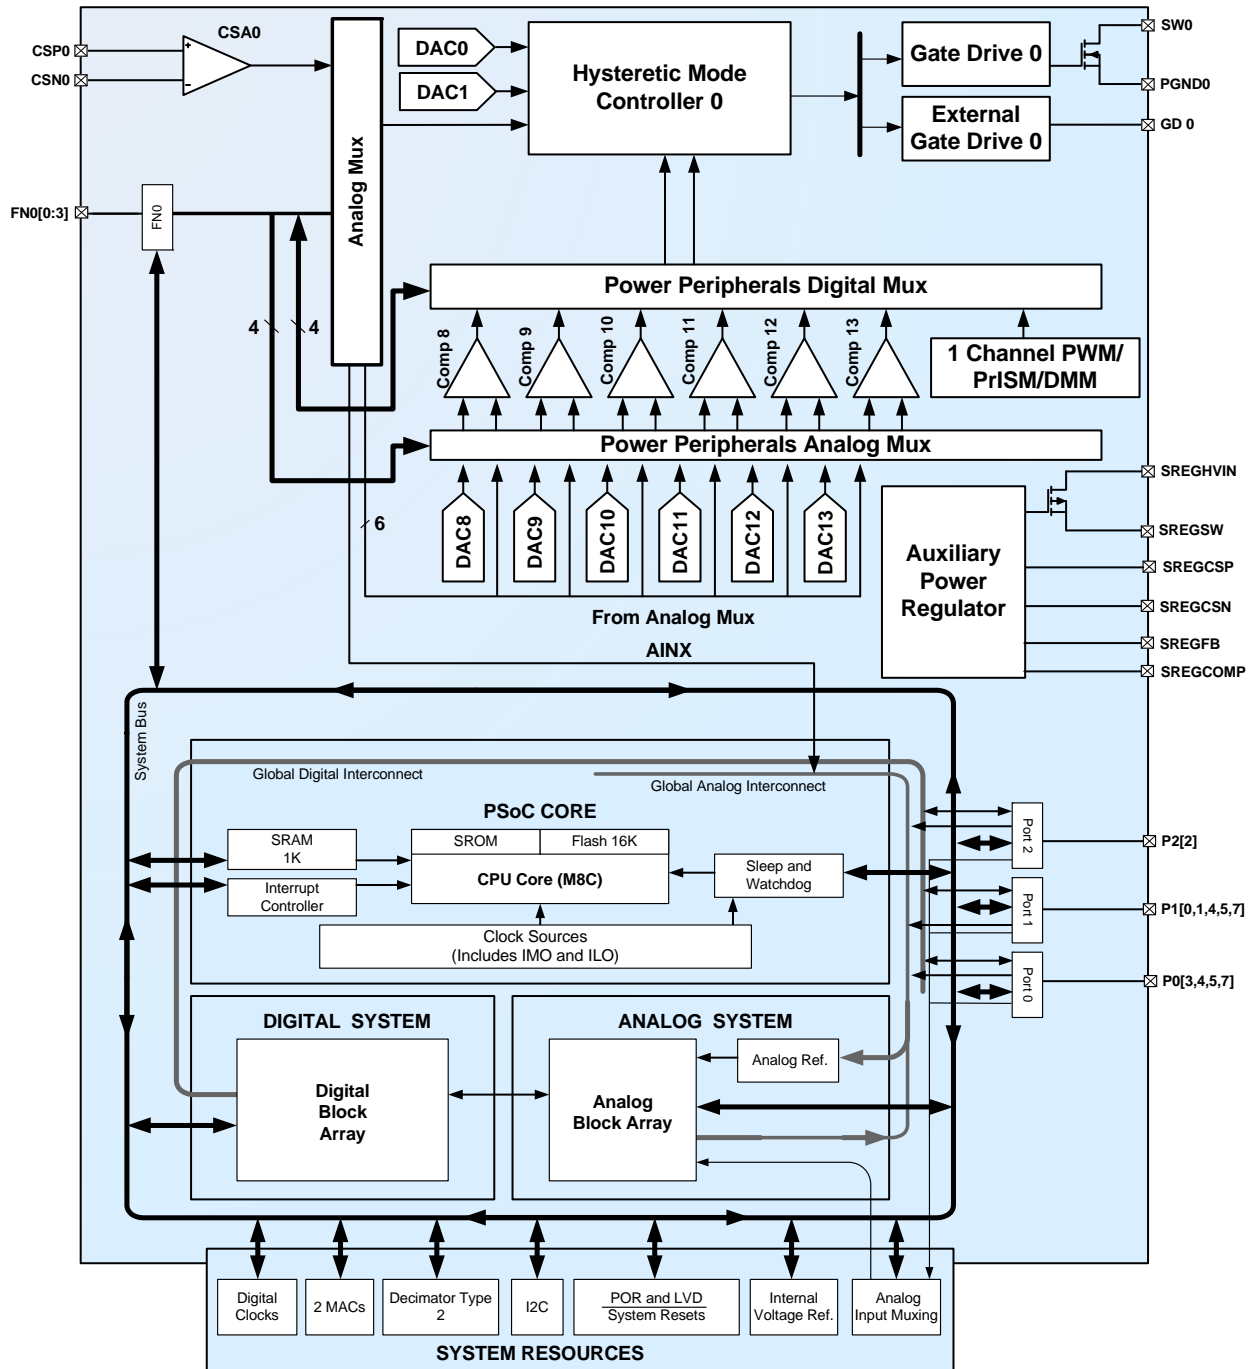 CSA0
CSP0
+
CSN0
−
Analog Mux
DAC0
DAC1
Hysteretic Mode
Controller 0
Gate Drive 0
External
Gate Drive 0
SW0
PGND0
GD 0
FN0[0:3]
FN0
4
4
Power Peripherals Digital Mux
Comp 8
Comp 9
Comp 10
Comp 11
Comp 12
Comp 13
1 Channel PWM/
PrISM/DMM
Power Peripherals Analog Mux
6
DAC8
DAC9
DAC10
DAC11
DAC12
DAC13
From Analog Mux
AINX
Auxiliary
Power
Regulator
SREGHVIN
SREGSW
SREGCSP
SREGCSN
SREGFB
SREGCOMP
System Bus
Global Digital Interconnect
Global Analog Interconnect
PSoC CORE
SRAM
1K
Interrupt
Controller
SROM
Flash 16K
CPU Core (M8C)
Sleep and
Watchdog
Clock Sources
(Includes IMO and ILO)
Port 2
P2[2]
Port 1
P1[0,1,4,5,7]
Port 0
P0[3,4,5,7]
DIGITAL SYSTEM
Digital
Block
Array
ANALOG SYSTEM
Analog
Block Array
Analog Ref.
Digital
Clocks
2 MACs
Decimator Type
2
I2C
POR and LVD
System Resets
Internal
Voltage Ref.
Analog
Input Muxing
SYSTEM RESOURCES